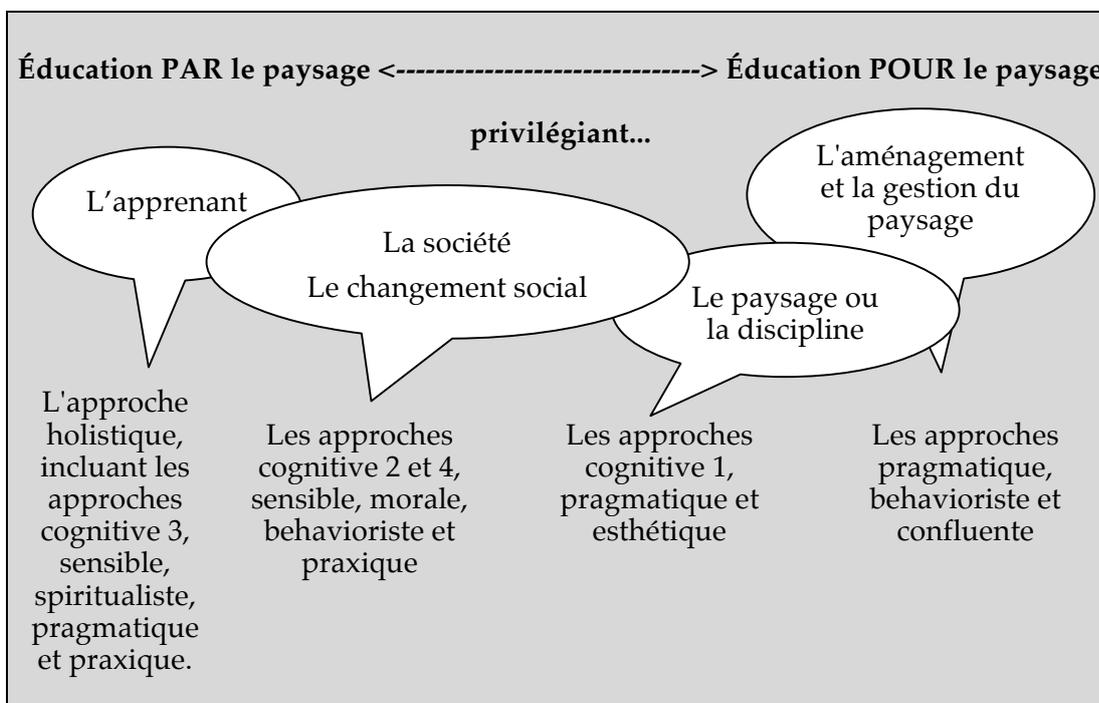 Éducation PAR le paysage <-------------------------------> Éducation POUR le paysage
privilégiant...
L’apprenant
La société
Le changement social
Le paysage ou
la discipline
L'aménagement
et la gestion du
paysage
L'approche
holistique,
incluant les
approches
cognitive 3,
sensible,
spiritualiste,
pragmatique
et praxique.
Les approches
cognitive 2 et 4,
sensible, morale,
behavioriste et
praxique
Les approches
cognitive 1,
pragmatique et
esthétique
Les approches
pragmatique,
behavioriste et
confluente